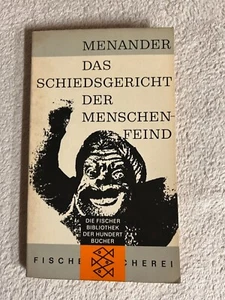 MENANDER
DAS
SCHIEDSGERICHT
DER
MENSCHEN-
FEIND
DIE FISCHER
BIBLIOTHEK
DER HUNDERT
BÜCHER